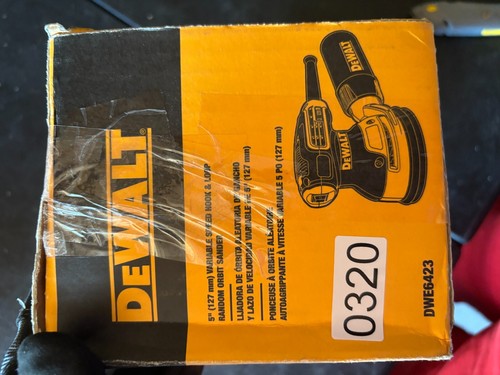 DEWALT
5" (127 mm) VARIABLE SPEED HOOK & LOOP
RANDOM ORBIT SANDER
LIJADORA DE ÓRBITA ALEATORIA DE GANCHO
Y LAZO DE VELOCIDAD VARIABLE DE 5" (127 mm)
PONCEUSE À ORBITE ALÉATOIRE
AUTOAGRIPPANTE À VITESSE VARIABLE 5 PO (127 mm)
DEWALT
DEWALT
0320
DWE6423